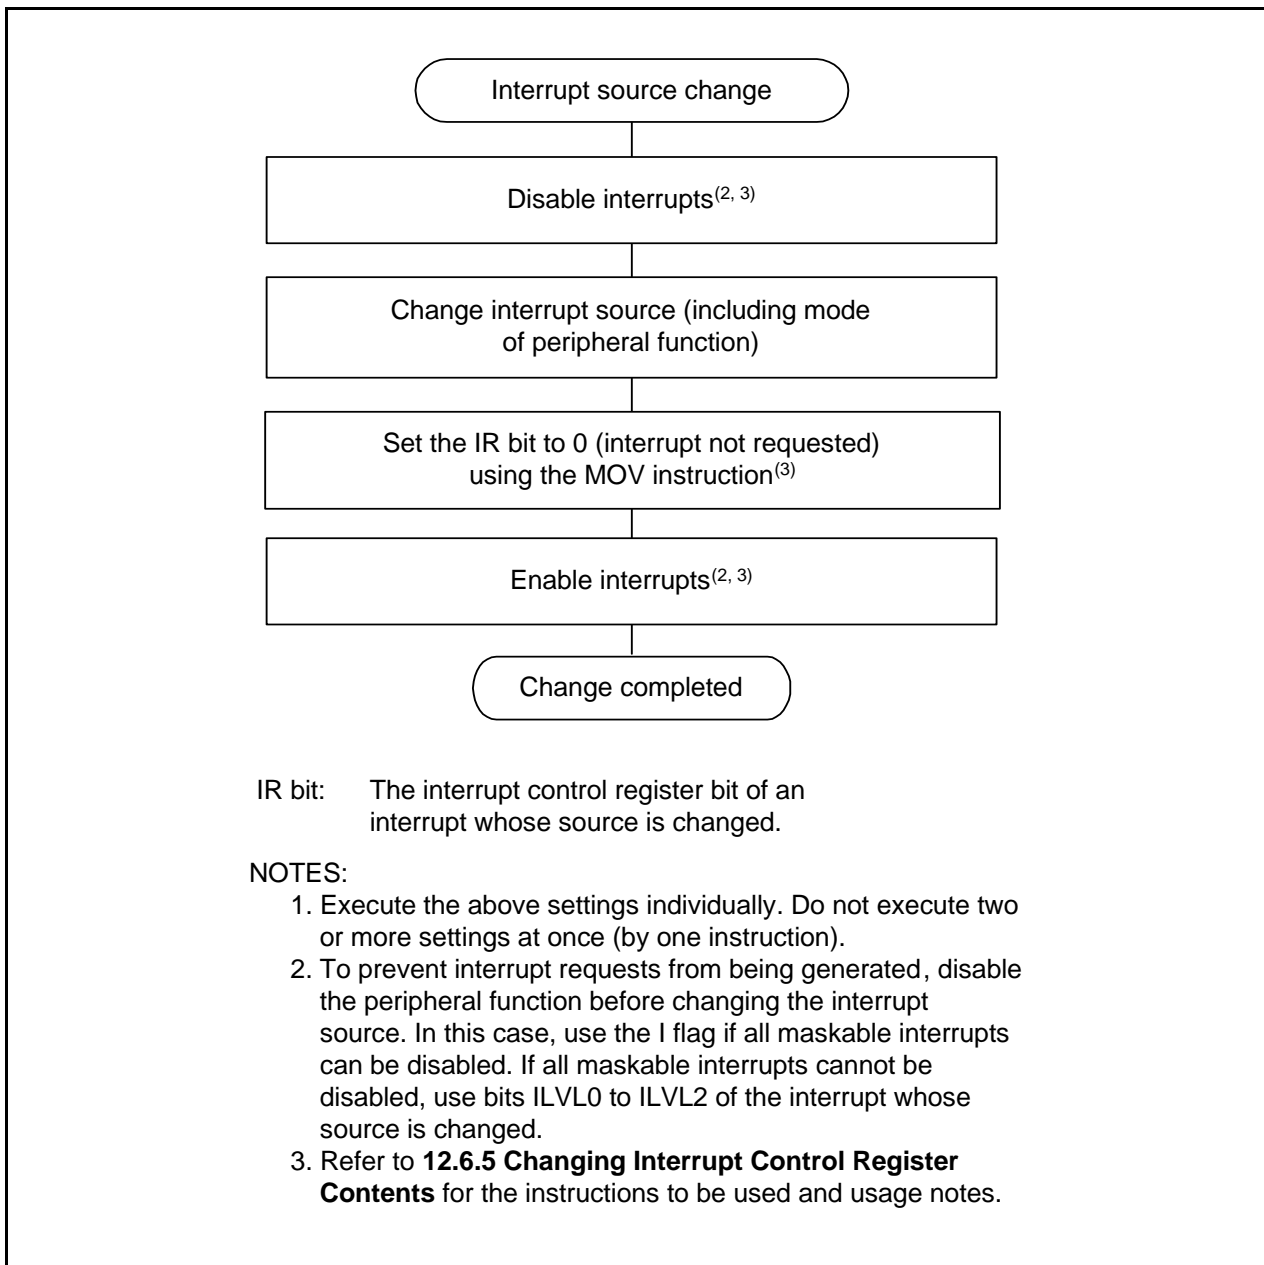 Interrupt source change
Disable interrupts(2, 3)
Change interrupt source (including mode
of peripheral function)
Set the IR bit to 0 (interrupt not requested)
using the MOV instruction(3)
Enable interrupts(2, 3)
Change completed
IR bit: The interrupt control register bit of an
interrupt whose source is changed.
NOTES:
1. Execute the above settings individually. Do not execute two
or more settings at once (by one instruction).
2. To prevent interrupt requests from being generated, disable
the peripheral function before changing the interrupt
source. In this case, use the I flag if all maskable interrupts
can be disabled. If all maskable interrupts cannot be
disabled, use bits ILVL0 to ILVL2 of the interrupt whose
source is changed.
3. Refer to 12.6.5 Changing Interrupt Control Register
Contents for the instructions to be used and usage notes.